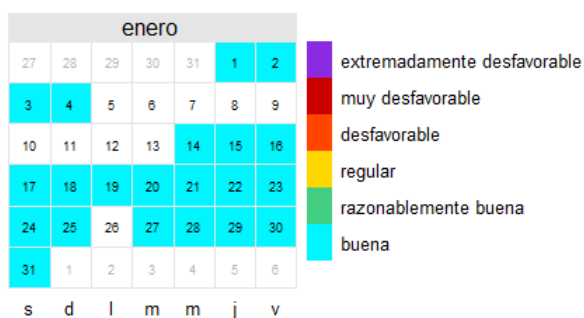 enero
27 28 29 30 31 1 2
3 4 5 6 7 8 9
10 11 12 13 14 15 16
17 18 19 20 21 22 23
24 25 26 27 28 29 30
31 1 2 3 4 5 6
s d l m m j v
extremadamente desfavorable
muy desfavorable
desfavorable
regular
razonablemente buena
buena